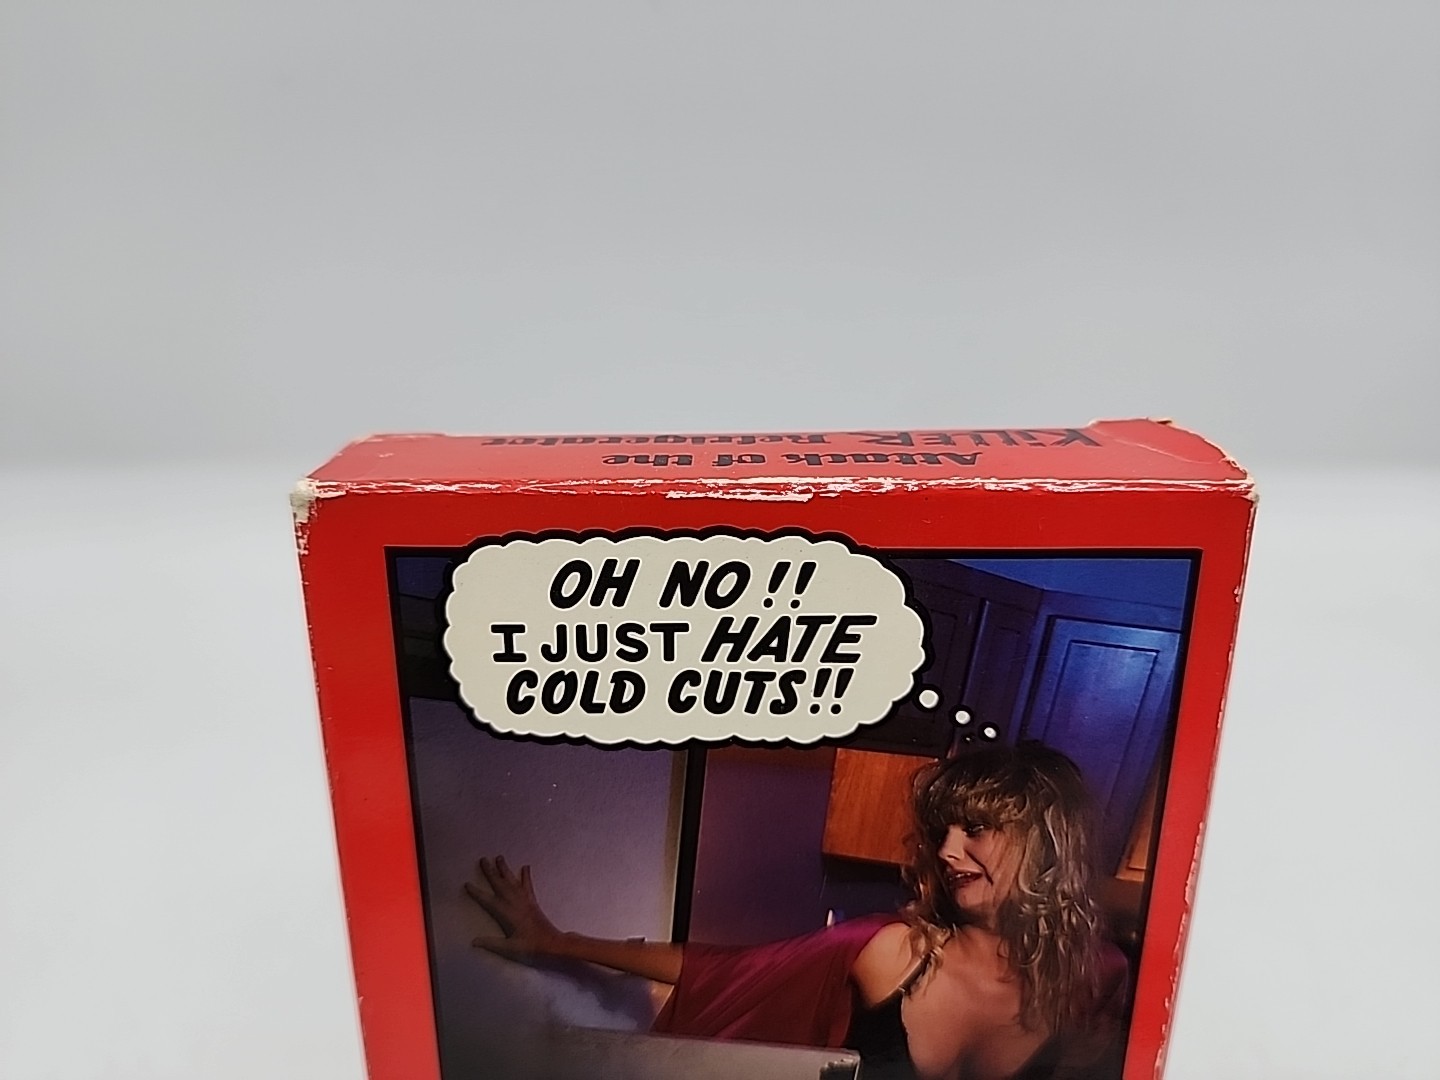 Attack of the
KiLLER Refrigerator
OH NO!!
I JUST HATE
COLD CUTS!!